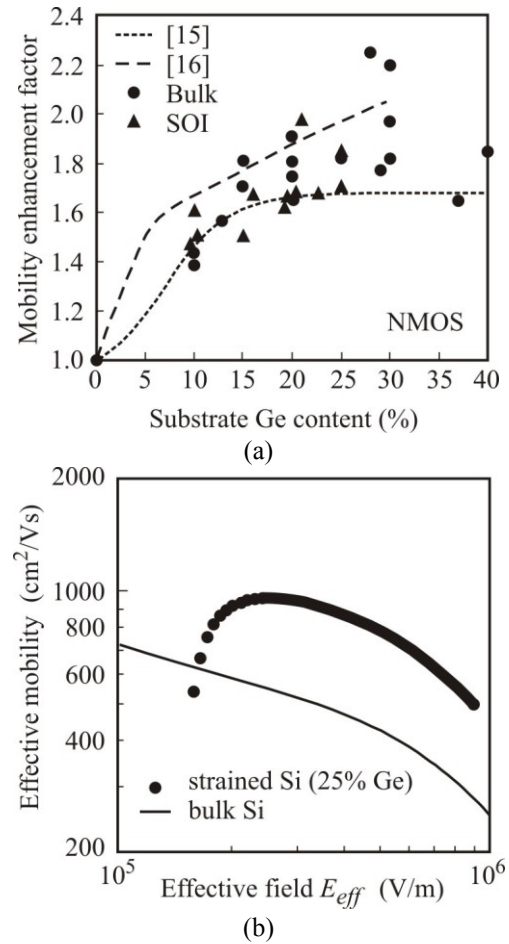 (a)
2.4
2.2
2.0
1.8
1.6
1.4
1.2
1.0
Mobility enhancement factor
[15]
[16]
Bulk
SOI
NMOS
0 5 10 15 20 25 30 35 40
Substrate Ge content (%)
(a)
2000
1000
800
600
400
200
Effective mobility (cm²/Vs)
strained Si (25% Ge)
bulk Si
10⁵ 10⁶
Effective field E_eff (V/m)
(b)